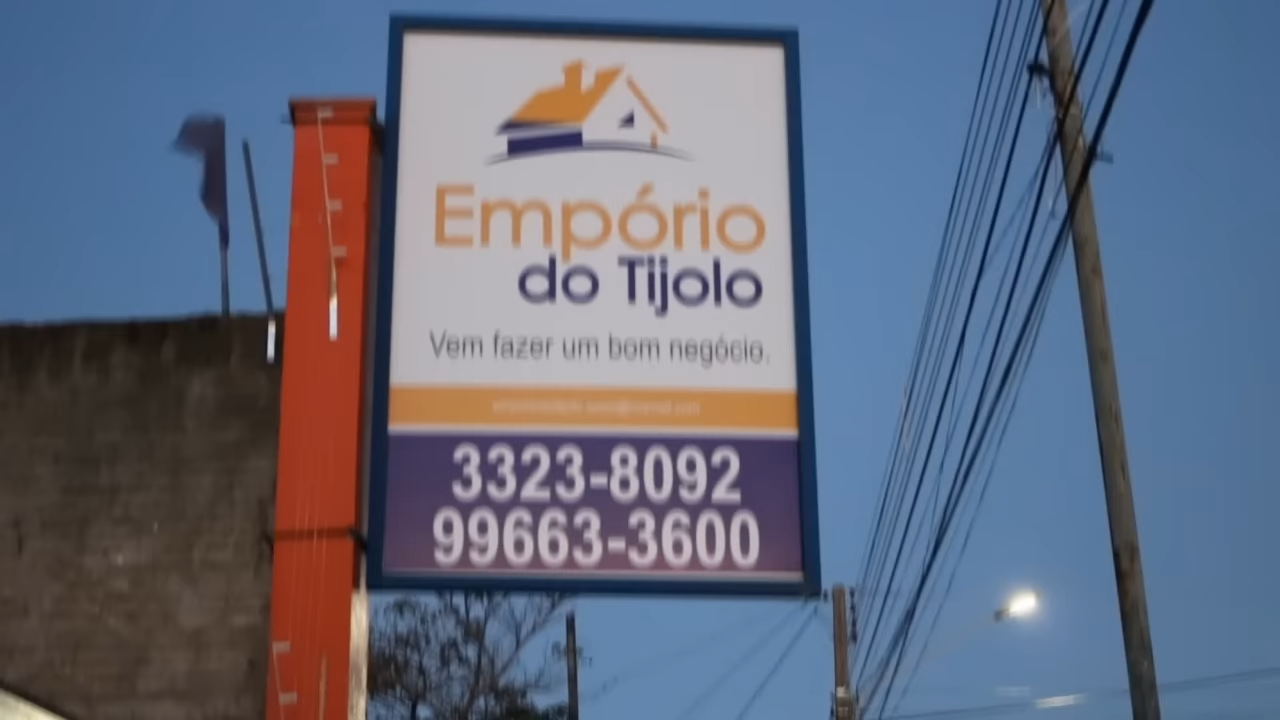 Empório
do Tijolo
Vem fazer um bom negócio.
3323-8092
99663-3600